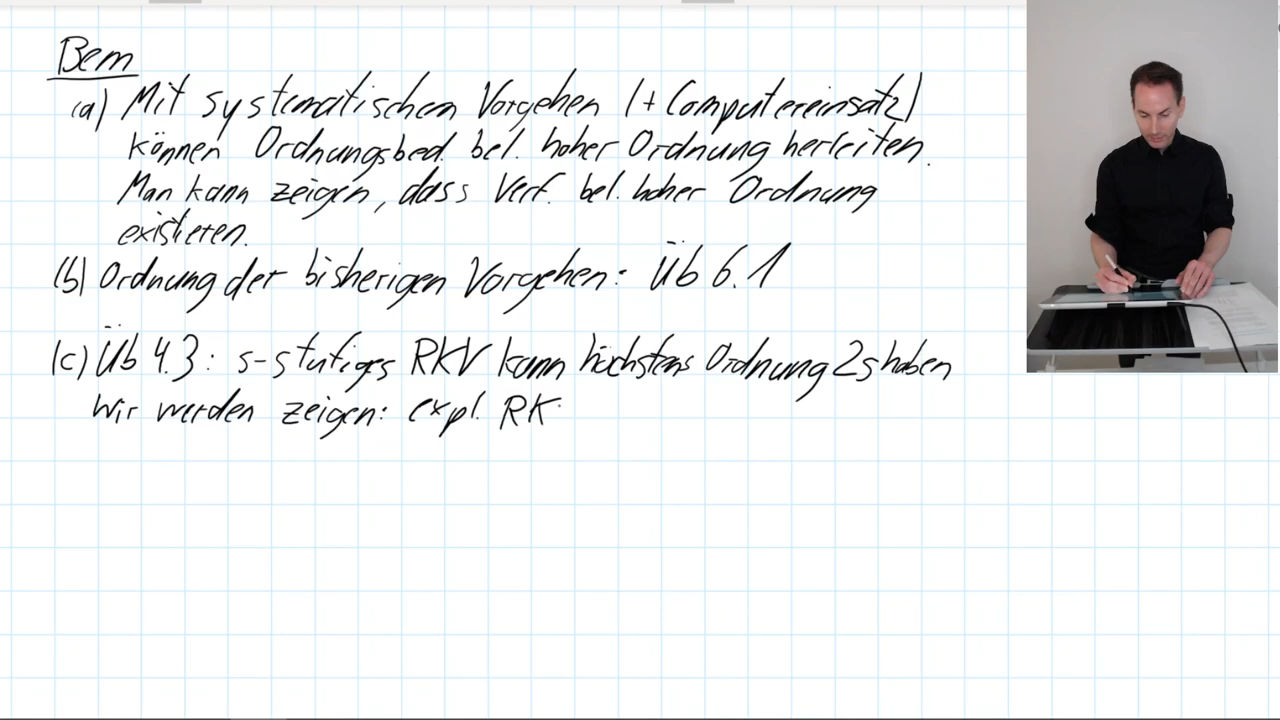 Bem
(a) Mit systematischem Vorgehen (+ Computereinsatz)
können Ordnungsbed. bel. hoher Ordnung herleiten.
Man kann zeigen, dass Verf. bel. hoher Ordnung
existieren.
(b) Ordnung der bisherigen Vorgehen: Üb 6.1
(c) Üb 4.3: s-stufiges RKV kann höchstens Ordnung 2s haben
Wir werden zeigen: expl. RK